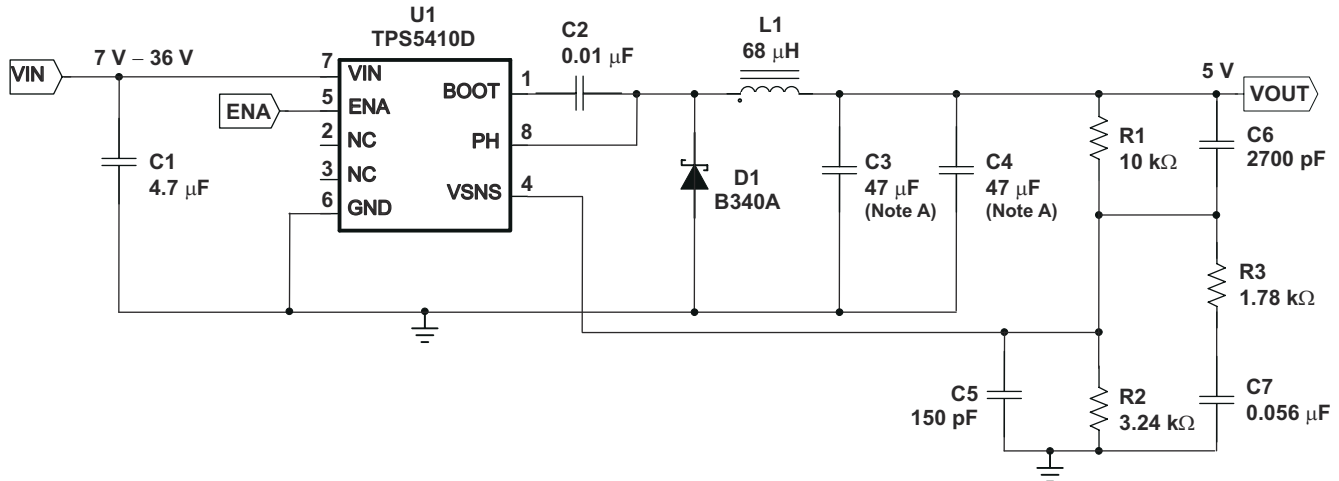 U1
TPS5410D
VIN
7 V – 36 V
7
VIN
ENA
5
ENA
2
NC
3
NC
6
GND
BOOT
1
PH
8
VSNS
4
C1
4.7 μF
C2
0.01 μF
L1
68 μH
D1
B340A
C3
47 μF
(Note A)
C4
47 μF
(Note A)
5 V
VOUT
R1
10 kΩ
C6
2700 pF
R3
1.78 kΩ
C5
150 pF
R2
3.24 kΩ
C7
0.056 μF